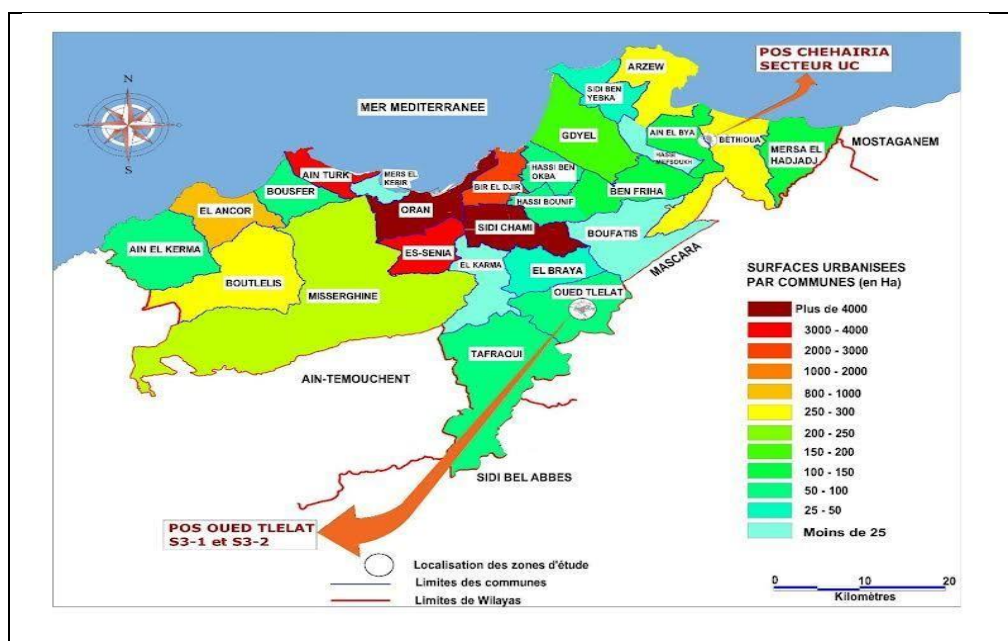 POS CHEHAIRIA
SECTEUR UC
ARZEW
SIDI BEN
YEBKA
N
S
MER MEDITERRANEE
GDYEL
AIN EL BYA
BÉTHIOUA
MOSTAGANEM
HASSI MEFSOUKH
MERSA EL
HADJADJ
AIN TURK
MERS EL
KEBIR
HASSI BEN
OKBA
BEN FRIHA
BOUSFER
BIR EL DJIR
EL ANCOR
ORAN
HASSI BOUNIF
SIDI CHAMI
BOUFATIS
AIN EL KERMA
ES-SENIA
EL KARMA
MASCARA
BOUTLELIS
EL BRAYA
MISSERGHINE
OUED TLELAT
TAFRAOUI
AIN-TEMOUCHENT
SIDI BEL ABBES
POS OUED TLELAT
S3-1 et S3-2
SURFACES URBANISEES
PAR COMMUNES (en Ha)
Plus de 4000
3000 - 4000
2000 - 3000
1000 - 2000
800 - 1000
250 - 300
200 - 250
150 - 200
100 - 150
50 - 100
25 - 50
Moins de 25
Localisation des zones d'étude
Limites des communes
Limites de Wilayas
0 10 20
Kilomètres